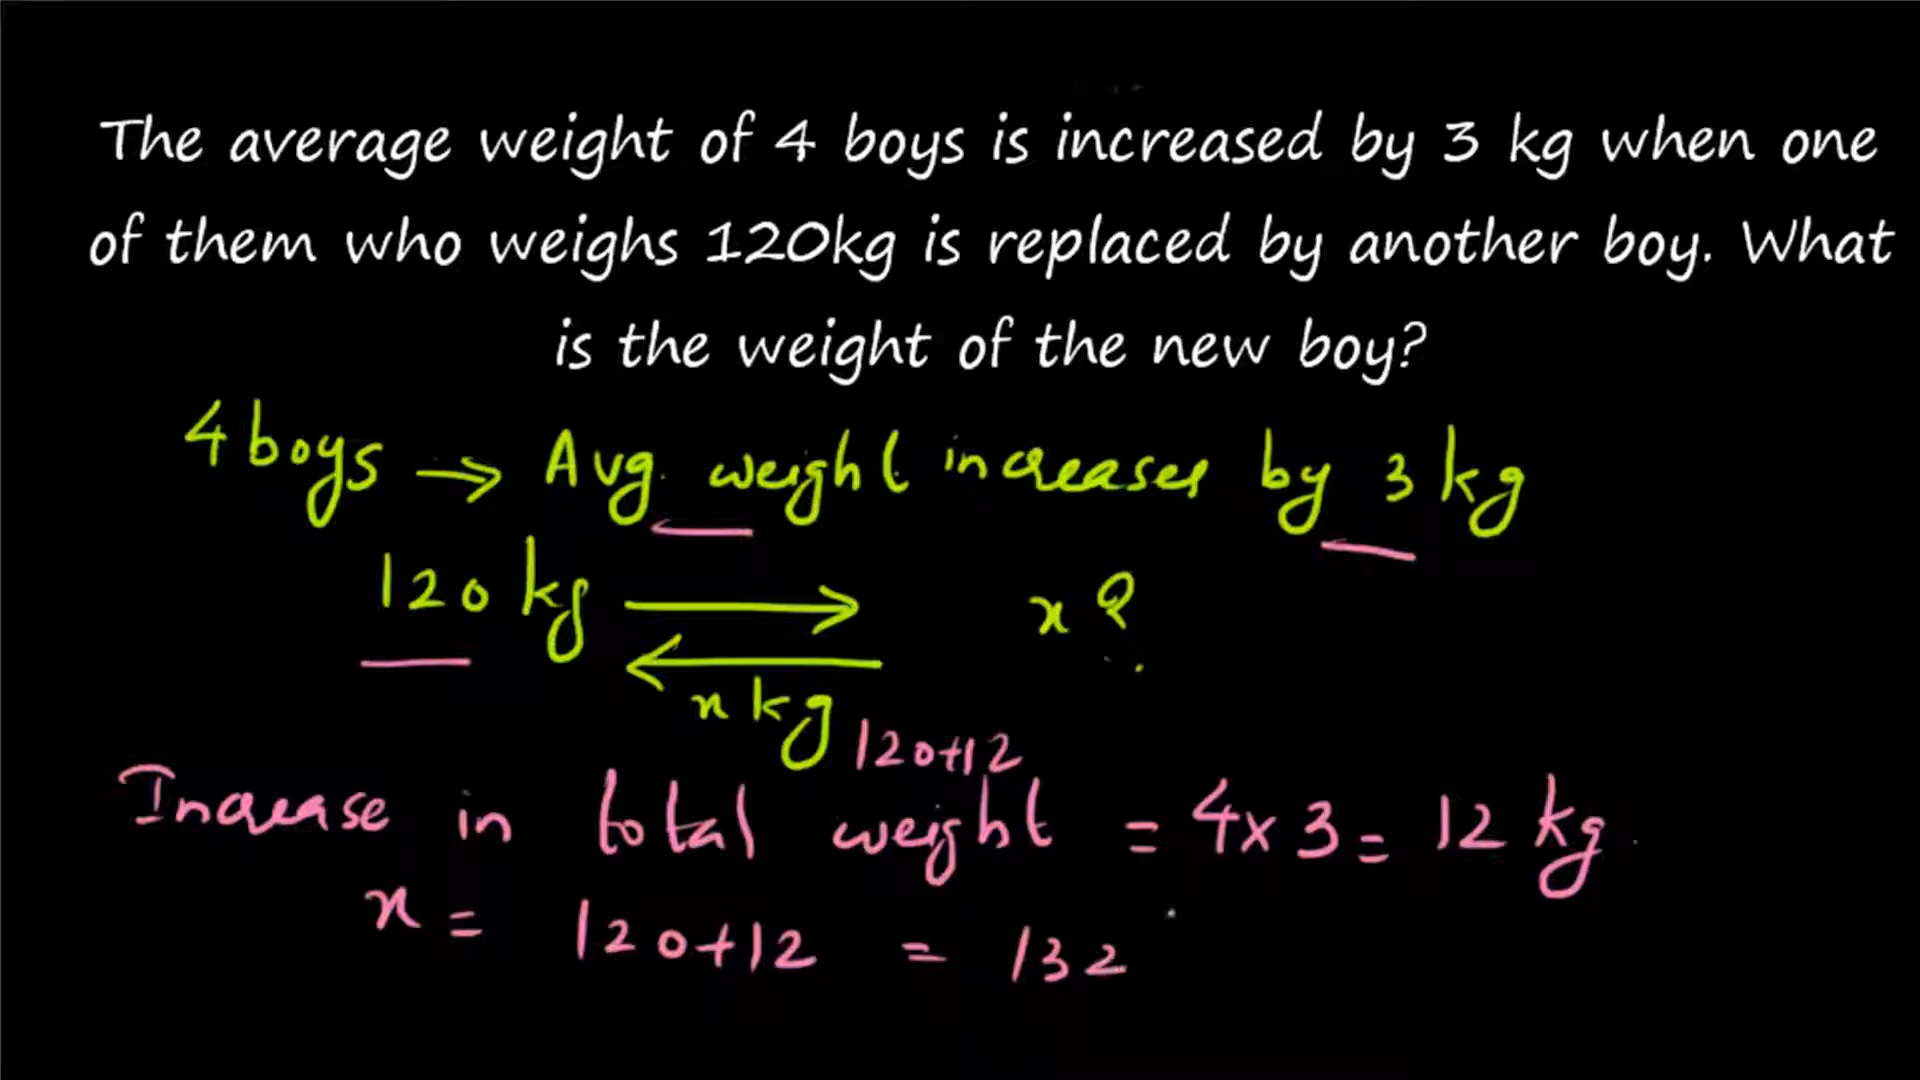 The average weight of 4 boys is increased by 3 kg when one
of them who weighs 120kg is replaced by another boy. What
is the weight of the new boy?
4 boys → Avg. weight increases by 3 kg
120 kg → x ?
← x kg
120+12
Increase in total weight = 4x3 = 12 kg
x = 120+12 = 132